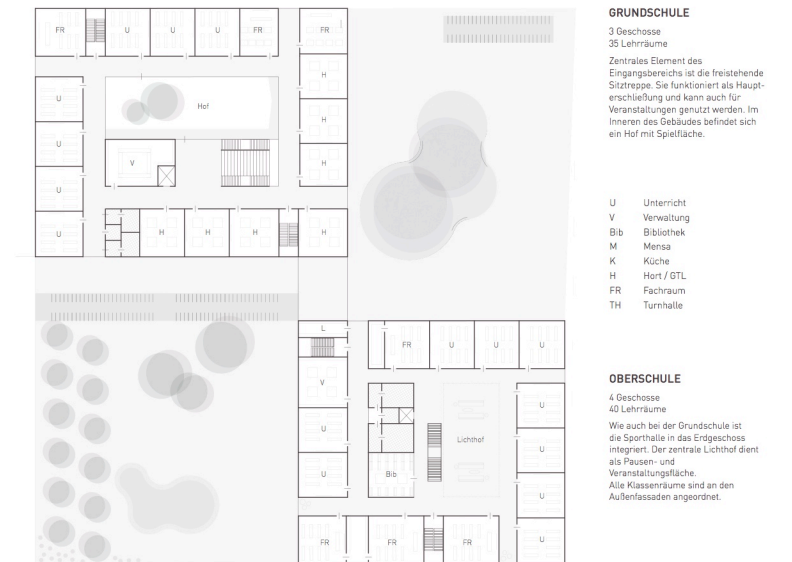 FR
U
U
U
FR
FR
H
H
H
U
U
U
U
Hof
V
H
H
H
H
L
V
U
U
FR
U
U
U
U
U
U
U
Lichthof
Bib
FR
FR
FR
GRUNDSCHULE
3 Geschosse
35 Lehrräume
Zentrales Element des
Eingangsbereichs ist die freistehende
Sitztreppe. Sie funktioniert als Haupt-
erschließung und kann auch für
Veranstaltungen genutzt werden. Im
Inneren des Gebäudes befindet sich
ein Hof mit Spielfläche.
U Unterricht
V Verwaltung
Bib Bibliothek
M Mensa
K Küche
H Hort / GTL
FR Fachraum
TH Turnhalle
OBERSCHULE
4 Geschosse
40 Lehrräume
Wie auch bei der Grundschule ist
die Sporthalle in das Erdgeschoss
integriert. Der zentrale Lichthof dient
als Pausen- und
Veranstaltungsfläche.
Alle Klassenräume sind an den
Außenfassaden angeordnet.